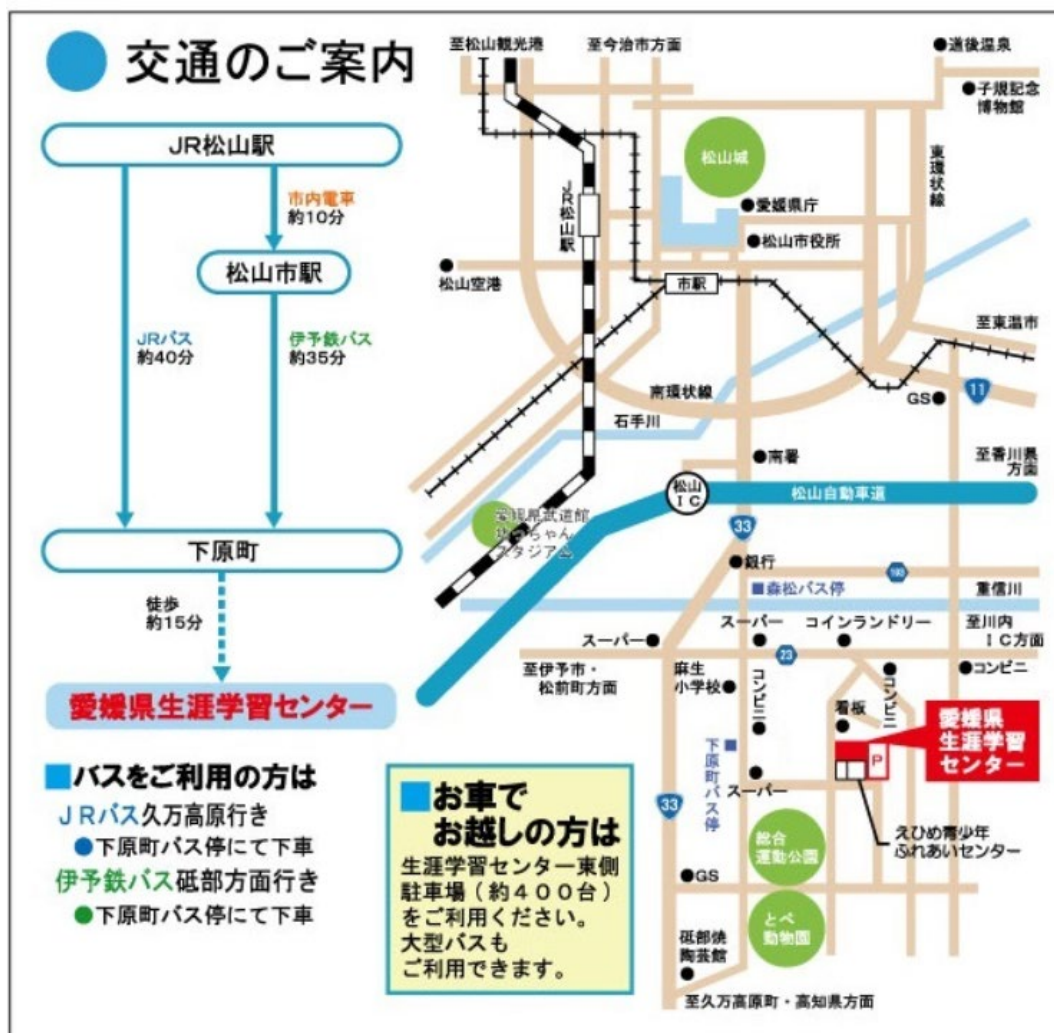 交通のご案内
JR松山駅
市内電車
約10分
松山市駅
JRバス
約40分
伊予鉄バス
約35分
下原町
徒歩
約15分
愛媛県生涯学習センター
■バスをご利用の方は
JRバス久万高原行き
●下原町バス停にて下車
伊予鉄バス砥部方面行き
●下原町バス停にて下車
■お車で
お越しの方は
生涯学習センター東側
駐車場(約400台)
をご利用ください。
大型バスも
ご利用できます。
至松山観光港
至今治市方面
道後温泉
子規記念
博物館
松山城
東環状線
JR松山駅
愛媛県庁
松山市役所
松山空港
市駅
至東温市
南環状線
11
GS
石手川
南署
至香川県
方面
松山
IC
松山自動車道
愛媛県武道館
坊っちゃん
スタジアム
33
銀行
森松バス停
重信川
スーパー
スーパー
コインランドリー
至川内
IC方面
23
至伊予市・
松前町方面
麻生
小学校
コンビニ
コンビニ
コンビニ
看板
愛媛県
生涯学習
センター
P
下原町バス停
スーパー
33
えひめ青少年
ふれあいセンター
総合
運動公園
GS
とべ
動物園
砥部焼
陶芸館
至久万高原町・高知県方面